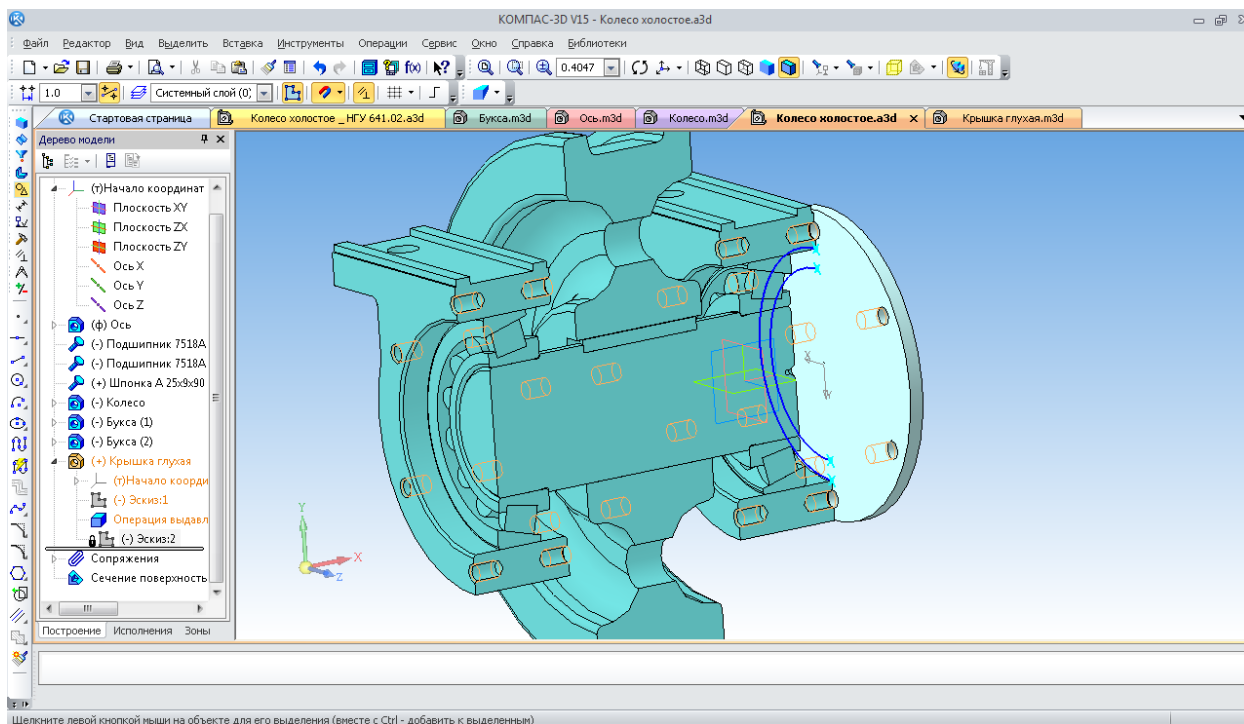 КОМПАС-3D V15 - Колесо холостое.a3d
Файл Редактор Вид Выделить Вставка Инструменты Операции Сервис Окно Справка Библиотеки
f(x) 0.4047
1.0 Системный слой (0;
Стартовая страница Колесо холостое _ НГУ 641.02.a3d Букса.m3d Ось.m3d Колесо.m3d Колесо холостое.a3d Крышка глухая.m3d
Дерево модели
(т)Начало координат
Плоскость XY
Плоскость ZX
Плоскость ZY
Ось X
Ось Y
Ось Z
(ф) Ось
(-) Подшипник 7518А
(-) Подшипник 7518А
(+) Шпонка А 25х9х90
(-) Колесо
(-) Букса (1)
(-) Букса (2)
(+) Крышка глухая
(т)Начало коорди
(-) Эскиз:1
Операция выдавл
(-) Эскиз:2
Сопряжения
Сечение поверхность
Построение Исполнения Зоны
X
Y
Y
X
Z
Щелкните левой кнопкой мыши на объекте для его выделения (вместе с Ctrl - добавить к выделенным)